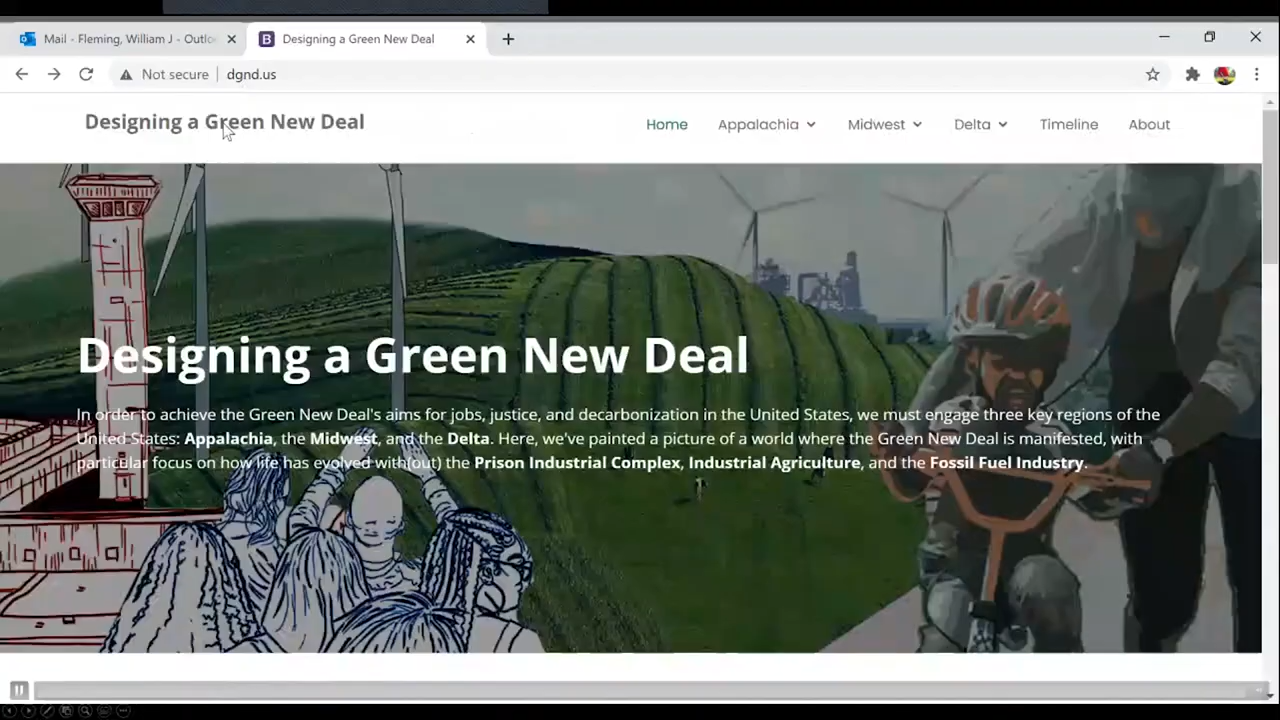 Mail - Fleming, William J - Outlo
Designing a Green New Deal
Not secure
dgnd.us
Designing a Green New Deal
Home
Appalachia
Midwest
Delta
Timeline
About
Designing a Green New Deal
In order to achieve the Green New Deal's aims for jobs, justice, and decarbonization in the United States, we must engage three key regions of the
United States: Appalachia, the Midwest, and the Delta. Here, we've painted a picture of a world where the Green New Deal is manifested, with
particular focus on how life has evolved with(out) the Prison Industrial Complex, Industrial Agriculture, and the Fossil Fuel Industry.